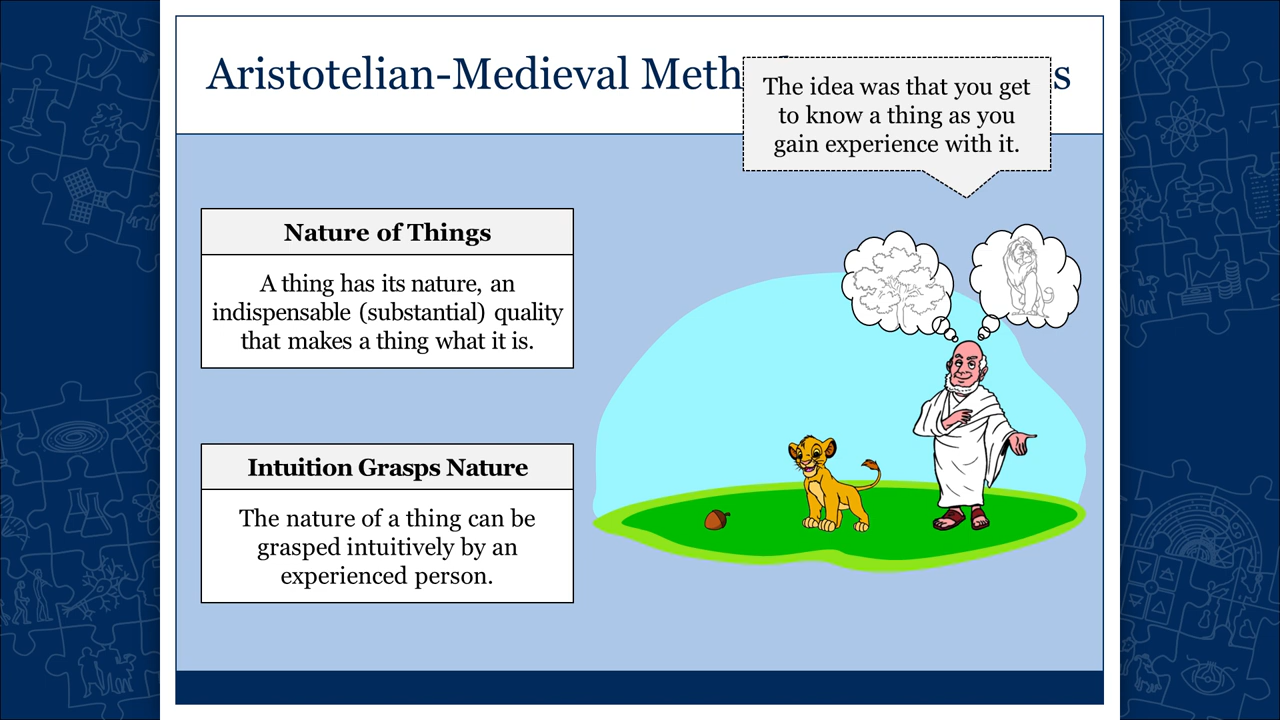 Aristotelian-Medieval Meth s
The idea was that you get
to know a thing as you
gain experience with it.
Nature of Things
A thing has its nature, an
indispensable (substantial) quality
that makes a thing what it is.
Intuition Grasps Nature
The nature of a thing can be
grasped intuitively by an
experienced person.